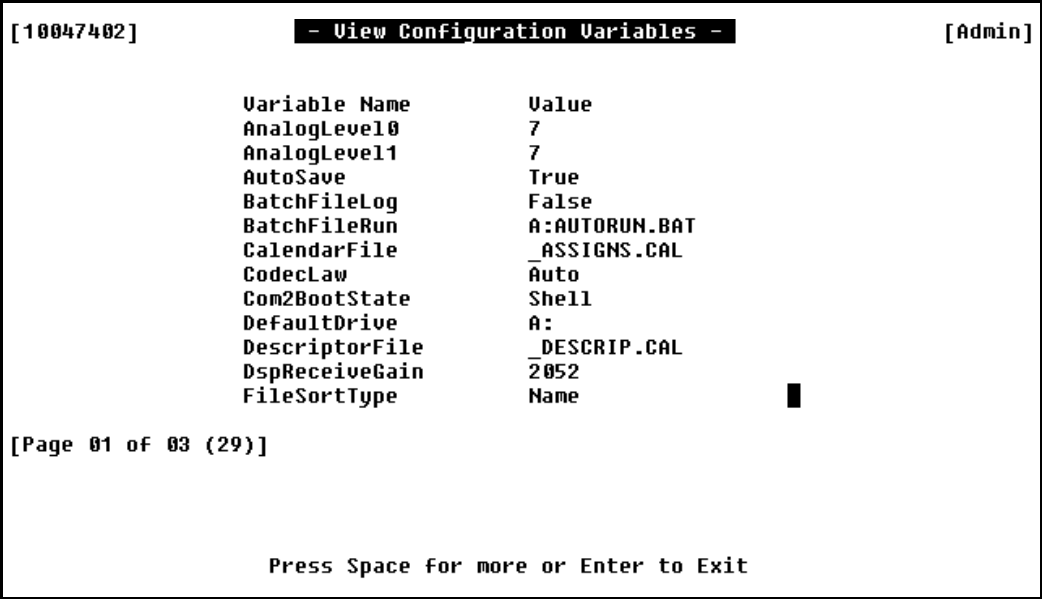 [10047402] - View Configuration Variables - [Admin]
Variable Name Value
AnalogLevel0 7
AnalogLevel1 7
AutoSave True
BatchFileLog False
BatchFileRun A:AUTORUN.BAT
CalendarFile _ASSIGNS.CAL
CodecLaw Auto
Com2BootState Shell
DefaultDrive A:
DescriptorFile _DESCRIP.CAL
DspReceiveGain 2052
FileSortType Name
[Page 01 of 03 (29)]
Press Space for more or Enter to Exit